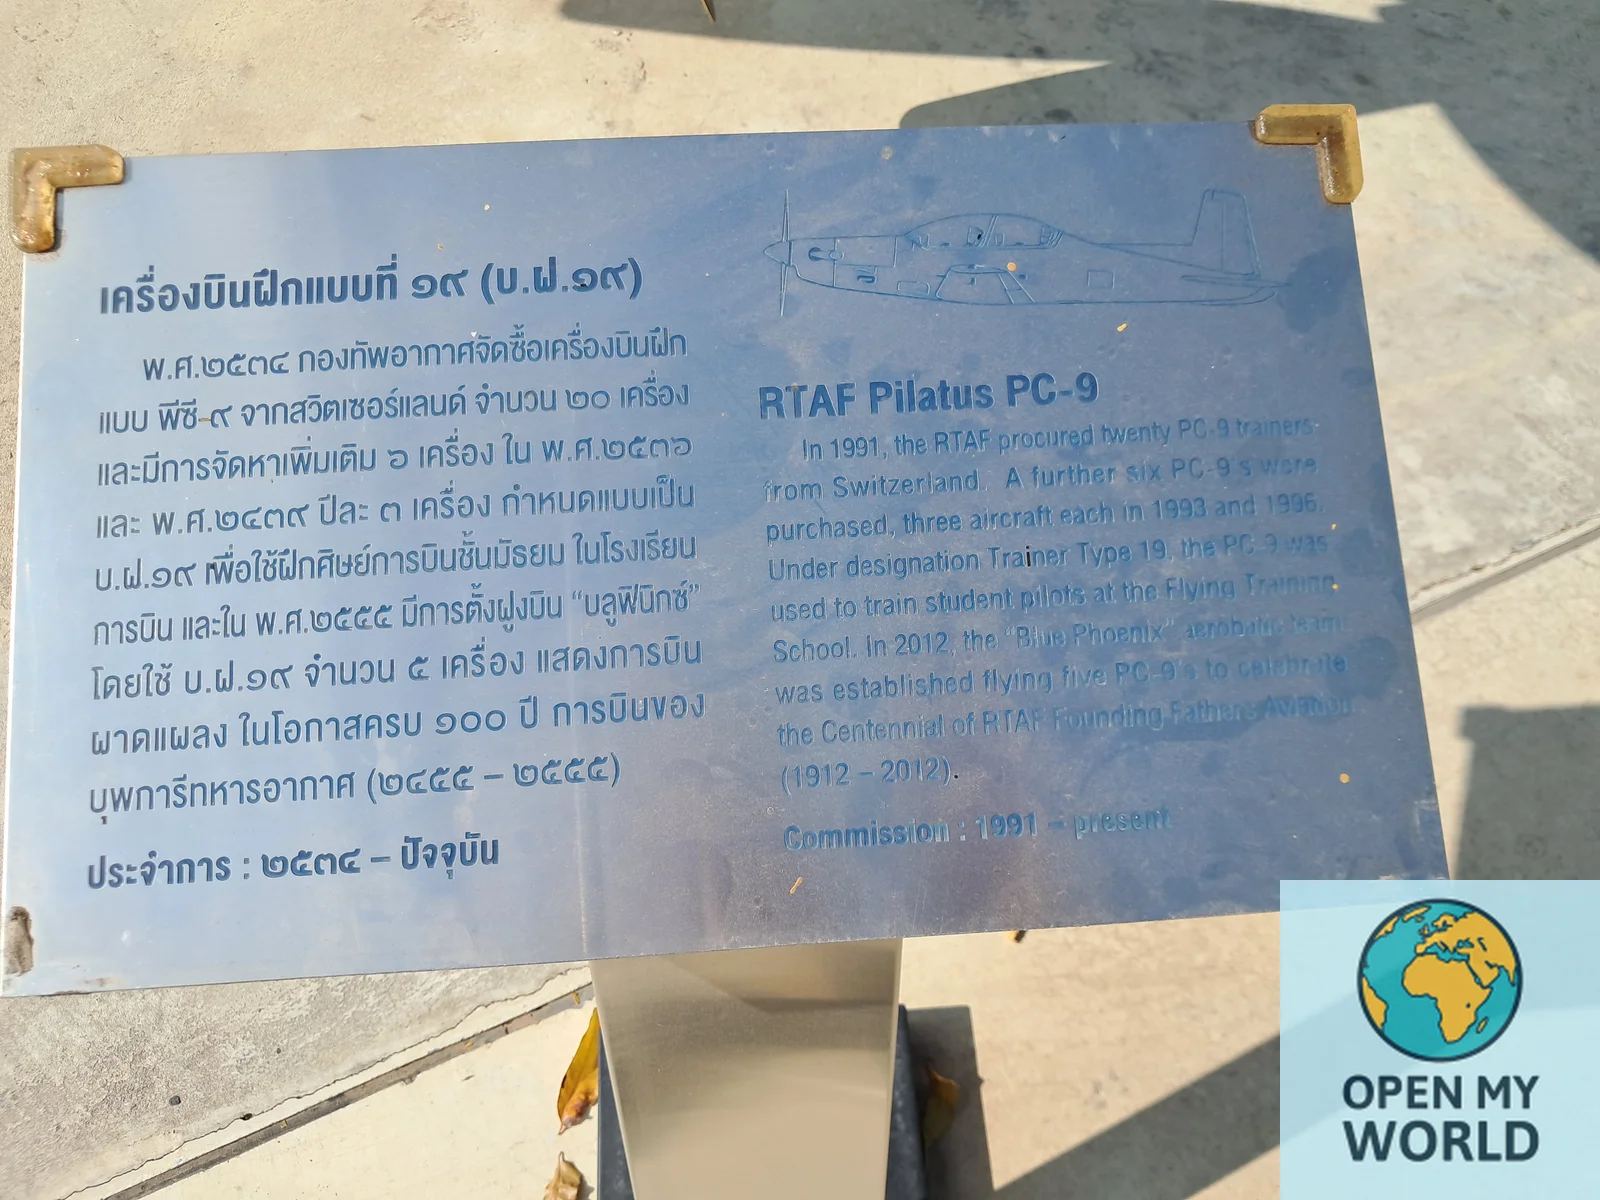 เครื่องบินฝึกแบบที่ ๑๙ (บ.ฝ.๑๙)
พ.ศ.๒๕๓๔ กองทัพอากาศจัดซื้อเครื่องบินฝึก
แบบ พีซี-๙ จากสวิตเซอร์แลนด์ จำนวน ๒๐ เครื่อง
และมีการจัดหาเพิ่มเติม ๖ เครื่อง ใน พ.ศ.๒๕๓๖
และ พ.ศ.๒๔๓๙ ปีละ ๓ เครื่อง กำหนดแบบเป็น
บ.ฝ.๑๙ เพื่อใช้ฝึกศิษย์การบินชั้นมัธยม ในโรงเรียน
การบิน และใน พ.ศ.๒๕๕๕ มีการตั้งฝูงบิน “บลูฟินิกซ์”
โดยใช้ บ.ฝ.๑๙ จำนวน ๕ เครื่อง แสดงการบิน
ผาดแผลง ในโอกาสครบ ๑๐๐ ปี การบินของ
บุพการีทหารอากาศ (๒๔๕๕ – ๒๕๕๕)
ประจำการ : ๒๕๓๔ – ปัจจุบัน
RTAF Pilatus PC-9
In 1991, the RTAF procured twenty PC-9 trainers
from Switzerland. A further six PC-9's were
purchased, three aircraft each in 1993 and 1996.
Under designation Trainer Type 19, the PC-9 was
used to train student pilots at the Flying Training
School. In 2012, the "Blue Phoenix" aerobatic team
was established flying five PC-9's to celebrate
the Centennial of RTAF Founding Fathers Aviation
(1912 – 2012).
Commission : 1991 – present
OPEN MY
WORLD